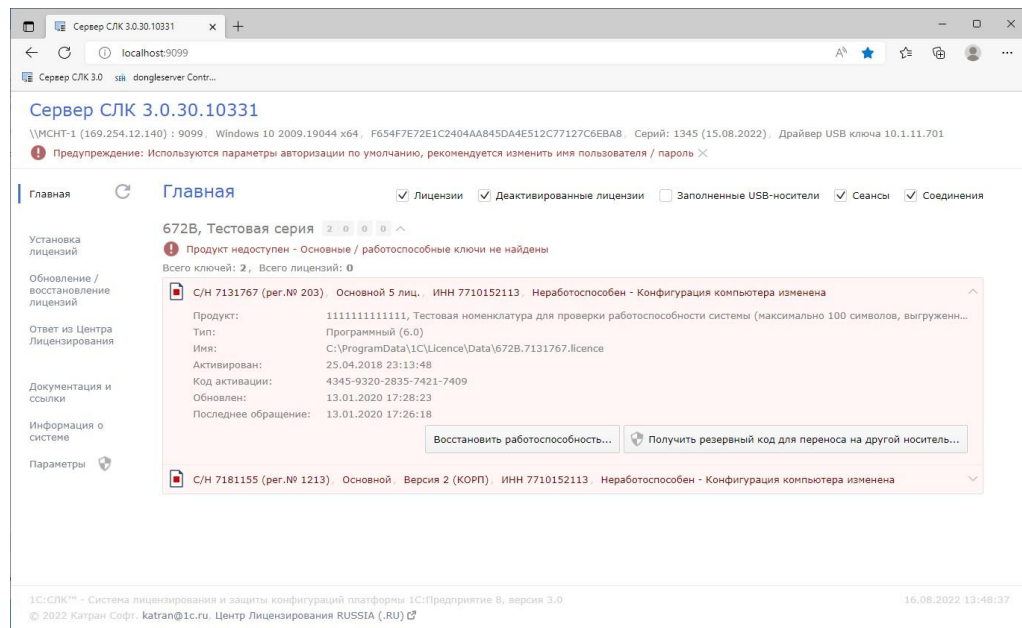 Сервер СЛК 3.0.30.10331
localhost:9099
Сервер СЛК 3.0 SEH dongleserver Contr...
Сервер СЛК 3.0.30.10331
\\MCHT-1 (169.254.12.140) : 9099, Windows 10 2009.19044 x64, F654F7E72E1C2404AA845DA4E512C77127C6EBA8, Серий: 1345 (15.08.2022), Драйвер USB ключа 10.1.11.701
Предупреждение: Используются параметры авторизации по умолчанию, рекомендуется изменить имя пользователя / пароль
Главная
Установка лицензий
Обновление / восстановление лицензий
Ответ из Центра Лицензирования
Документация и ссылки
Информация о системе
Параметры
Главная
Лицензии Деактивированные лицензии Заполненные USB-носители Сеансы Соединения
672B, Тестовая серия 2 0 0 0
Продукт недоступен - Основные / работоспособные ключи не найдены
Всего ключей: 2, Всего лицензий: 0
С/Н 7131767 (рег.№ 203), Основной 5 лиц., ИНН 7710152113, Неработоспособен - Конфигурация компьютера изменена
Продукт: 1111111111111, Тестовая номенклатура для проверки работоспособности системы (максимально 100 символов, выгруженн...
Тип: Программный (6.0)
Имя: C:\ProgramData\1C\Licence\Data\672B.7131767.licence
Активирован: 25.04.2018 23:13:48
Код активации: 4345-9320-2835-7421-7409
Обновлен: 13.01.2020 17:28:23
Последнее обращение: 13.01.2020 17:26:18
Восстановить работоспособность... Получить резервный код для переноса на другой носитель...
С/Н 7181155 (рег.№ 1213), Основной, Версия 2 (КОРП), ИНН 7710152113, Неработоспособен - Конфигурация компьютера изменена
1С:СЛК™ - Система лицензирования и защиты конфигураций платформы 1С:Предприятие 8, версия 3.0
16.08.2022 13:48:37
© 2022 Катран Софт, katran@1c.ru, Центр Лицензирования RUSSIA (.RU)